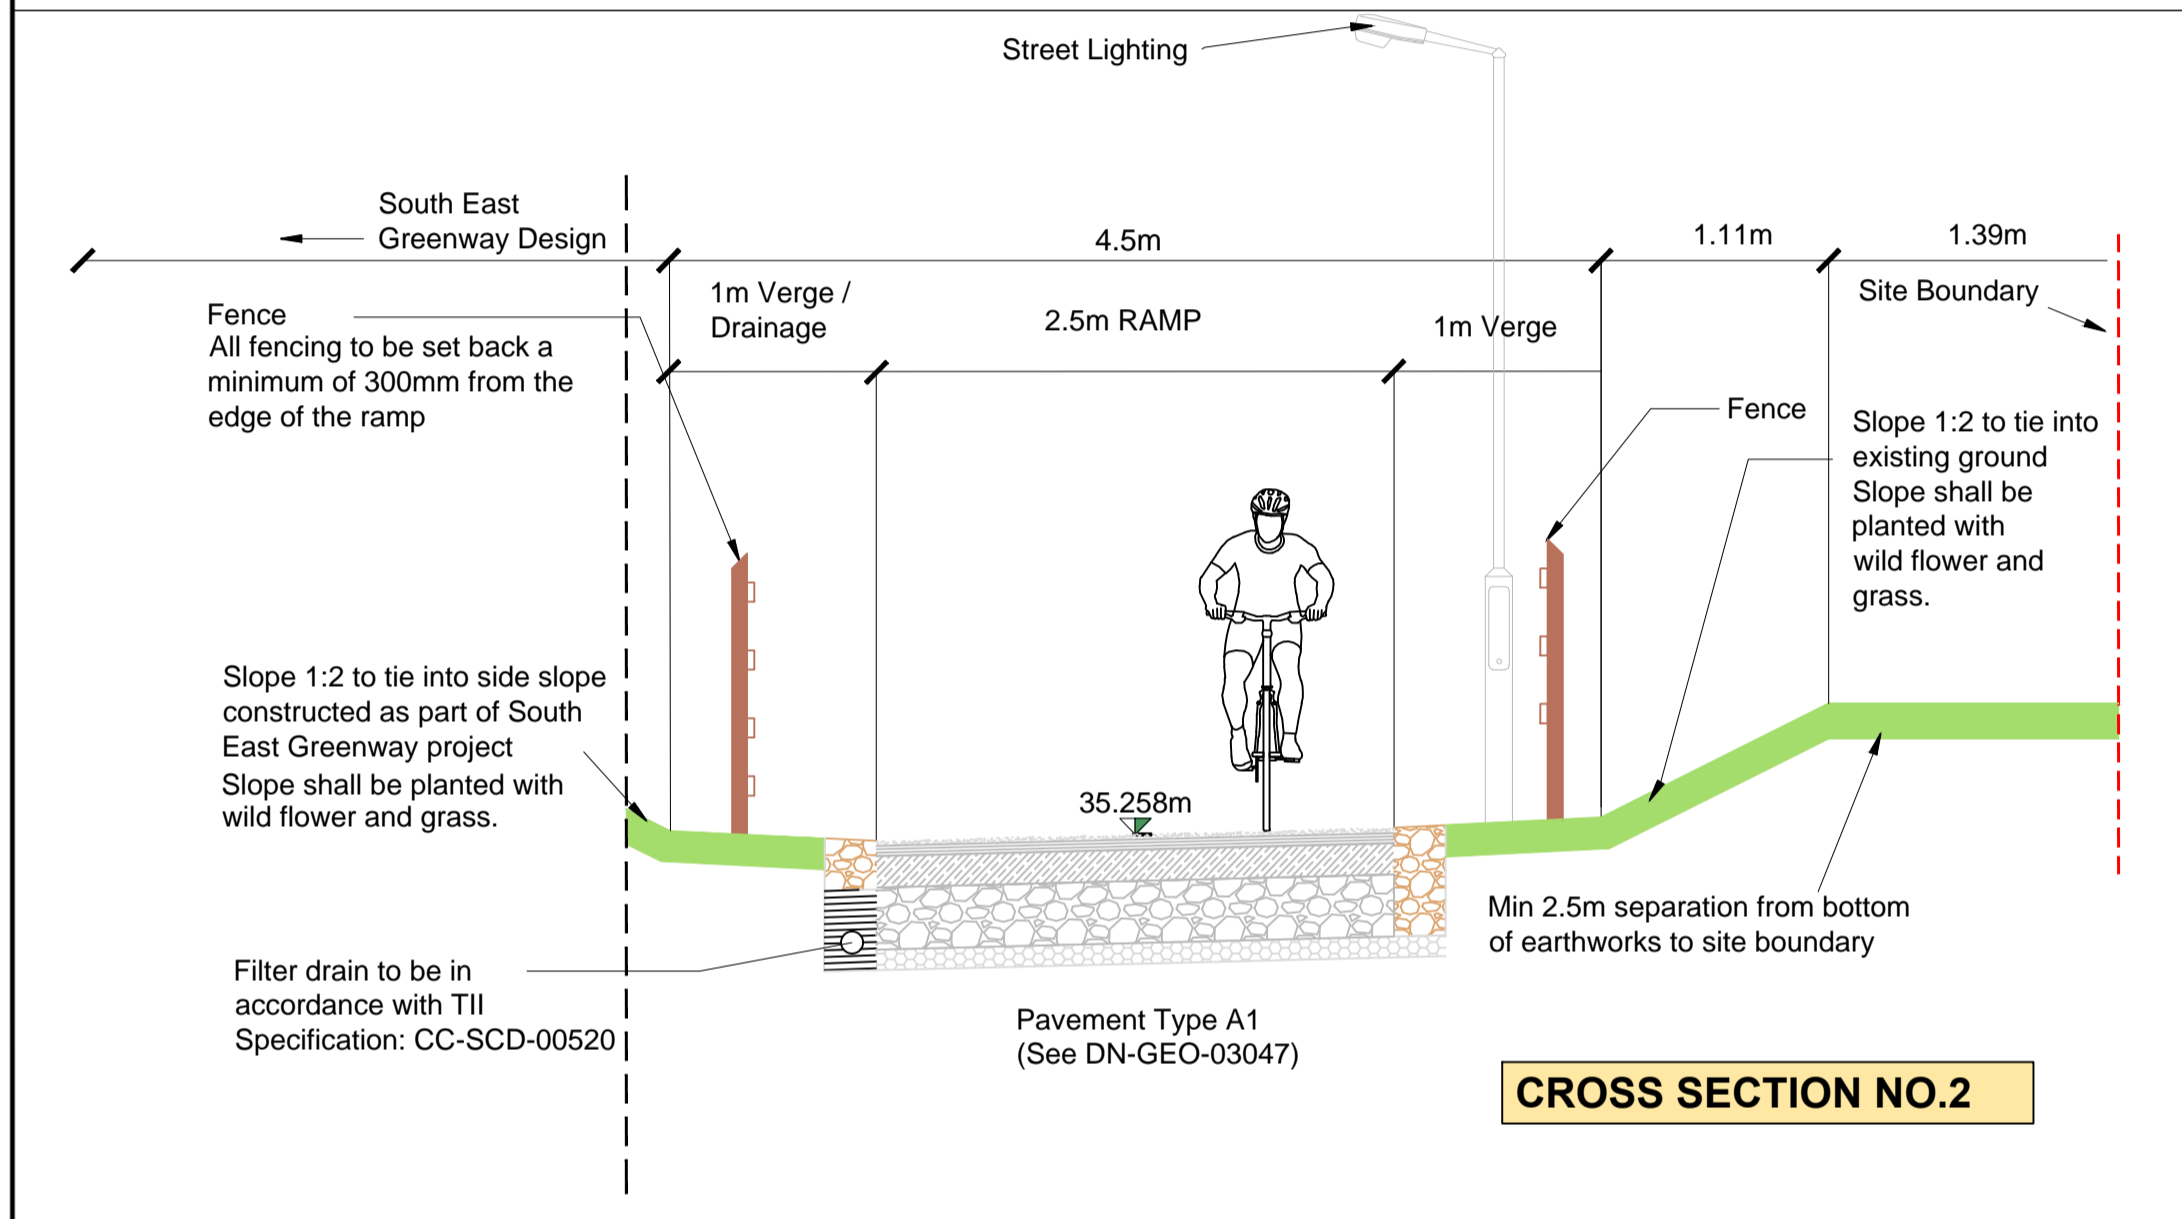 Street Lighting
South East
Greenway Design
4.5m
1.11m
1.39m
Fence
All fencing to be set back a
minimum of 300mm from the
edge of the ramp
1m Verge /
Drainage
2.5m RAMP
1m Verge
Site Boundary
Fence
Slope 1:2 to tie into
existing ground
Slope shall be
planted with
wild flower and
grass.
Slope 1:2 to tie into side slope
constructed as part of South
East Greenway project
Slope shall be planted with
wild flower and grass.
35.258m
Min 2.5m separation from bottom
of earthworks to site boundary
Filter drain to be in
accordance with TII
Specification: CC-SCD-00520
Pavement Type A1
(See DN-GEO-03047)
CROSS SECTION NO.2